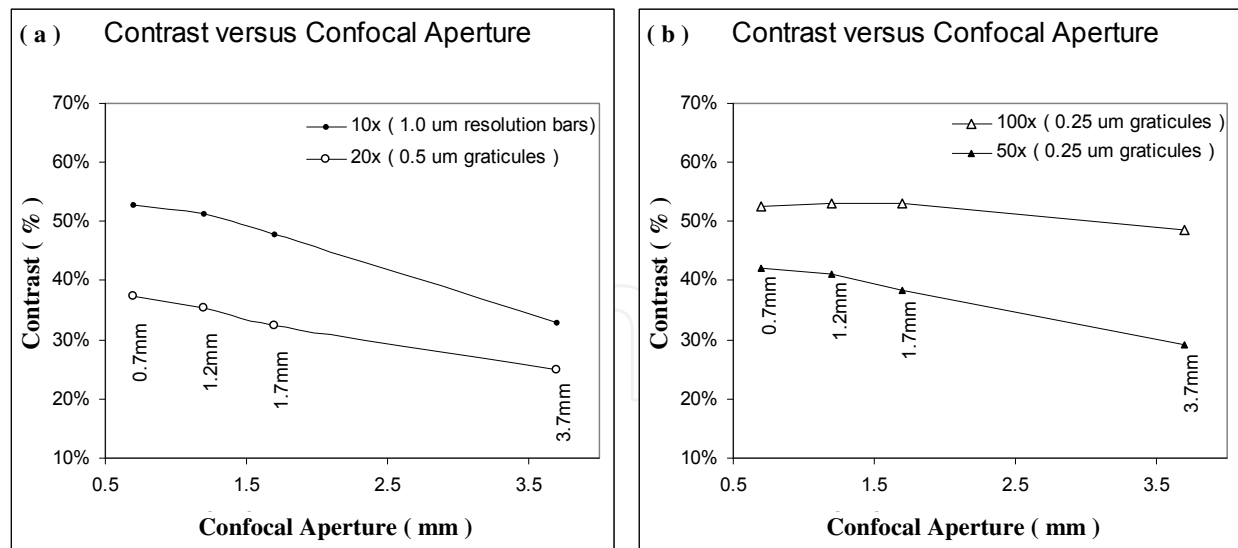 ( a ) Contrast versus Confocal Aperture
70%
60%
50%
40%
30%
20%
10%
Contrast ( % )
10x ( 1.0 um resolution bars)
20x ( 0.5 um graticules )
0.7mm
1.2mm
1.7mm
3.7mm
0.5 1.5 2.5 3.5
Confocal Aperture ( mm )
( b ) Contrast versus Confocal Aperture
70%
60%
50%
40%
30%
20%
10%
Contrast ( % )
100x ( 0.25 um graticules )
50x ( 0.25 um graticules )
0.7mm
1.2mm
1.7mm
3.7mm
0.5 1.5 2.5 3.5
Confocal Aperture ( mm )